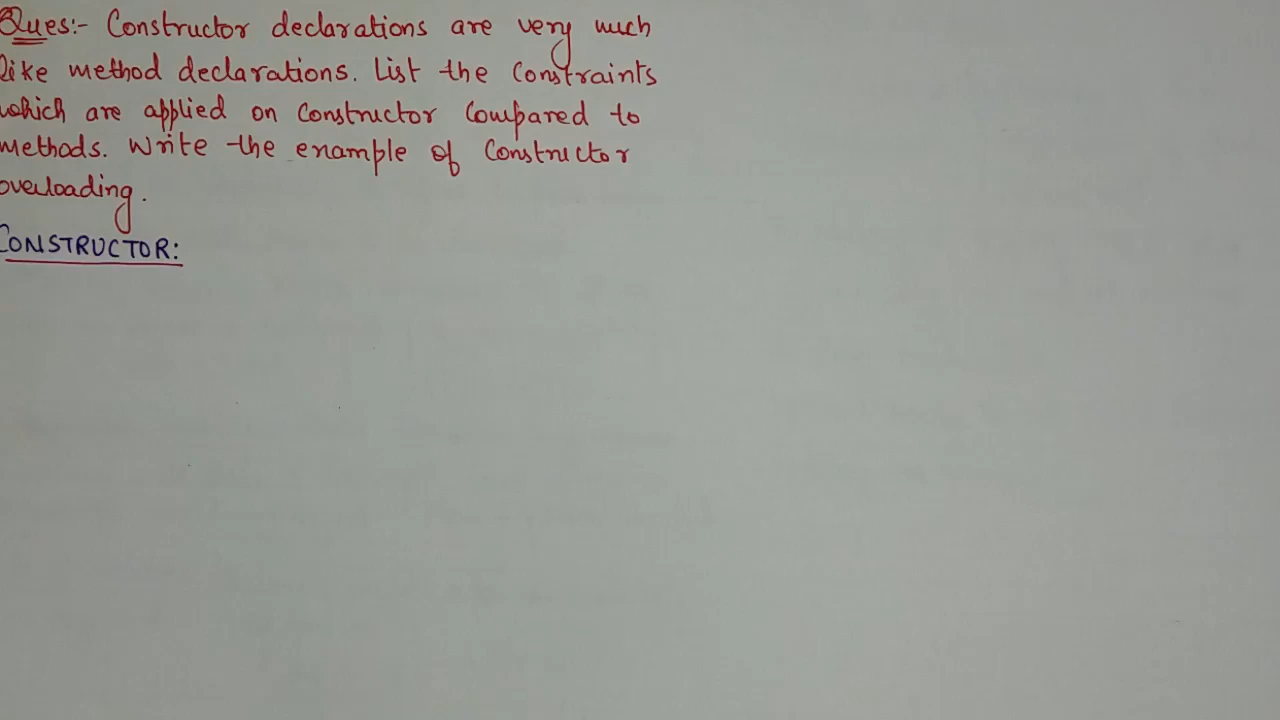 Ques:- Constructor declarations are very much
like method declarations. List the constraints
which are applied on constructor compared to
methods. Write the enample of constructor
overloading.
CONSTRUCTOR: